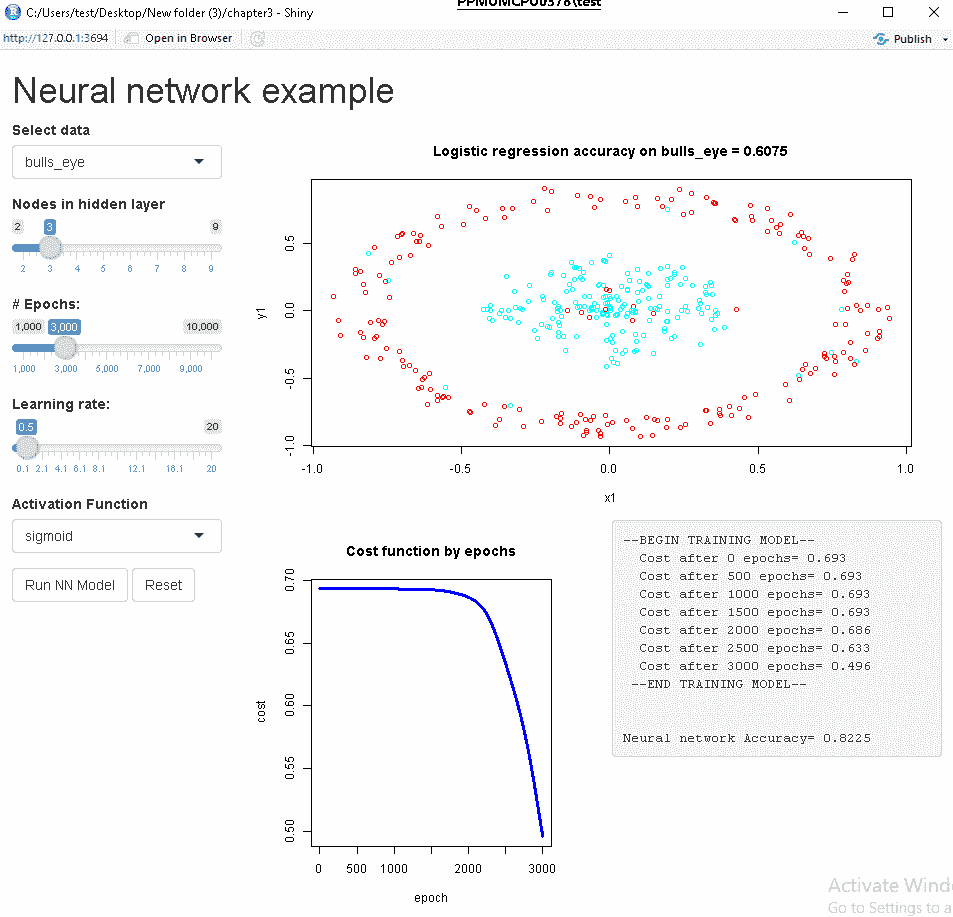 PPMUMCPU0378\test
C:/Users/test/Desktop/New folder (3)/chapter3 - Shiny
http://127.0.0.1:3694 Open in Browser Publish
Neural network example
Select data
bulls_eye
Nodes in hidden layer
2 3 9
2 3 4 5 6 7 8 9
# Epochs:
1,000 3,000 10,000
1,000 3,000 5,000 7,000 9,000
Learning rate:
0.5 20
0.1 2.1 4.1 6.1 8.1 12.1 16.1 20
Activation Function
sigmoid
Run NN Model Reset
Logistic regression accuracy on bulls_eye = 0.6075
y1
0.5
0.0
-0.5
-1.0
-1.0 -0.5 0.0 0.5 1.0
x1
Cost function by epochs
cost
0.70
0.65
0.60
0.55
0.50
0 500 1000 2000 3000
epoch
--BEGIN TRAINING MODEL--
Cost after 0 epochs= 0.693
Cost after 500 epochs= 0.693
Cost after 1000 epochs= 0.693
Cost after 1500 epochs= 0.693
Cost after 2000 epochs= 0.686
Cost after 2500 epochs= 0.633
Cost after 3000 epochs= 0.496
--END TRAINING MODEL--
Neural network Accuracy= 0.8225
Activate Wind
Go to Settings to a